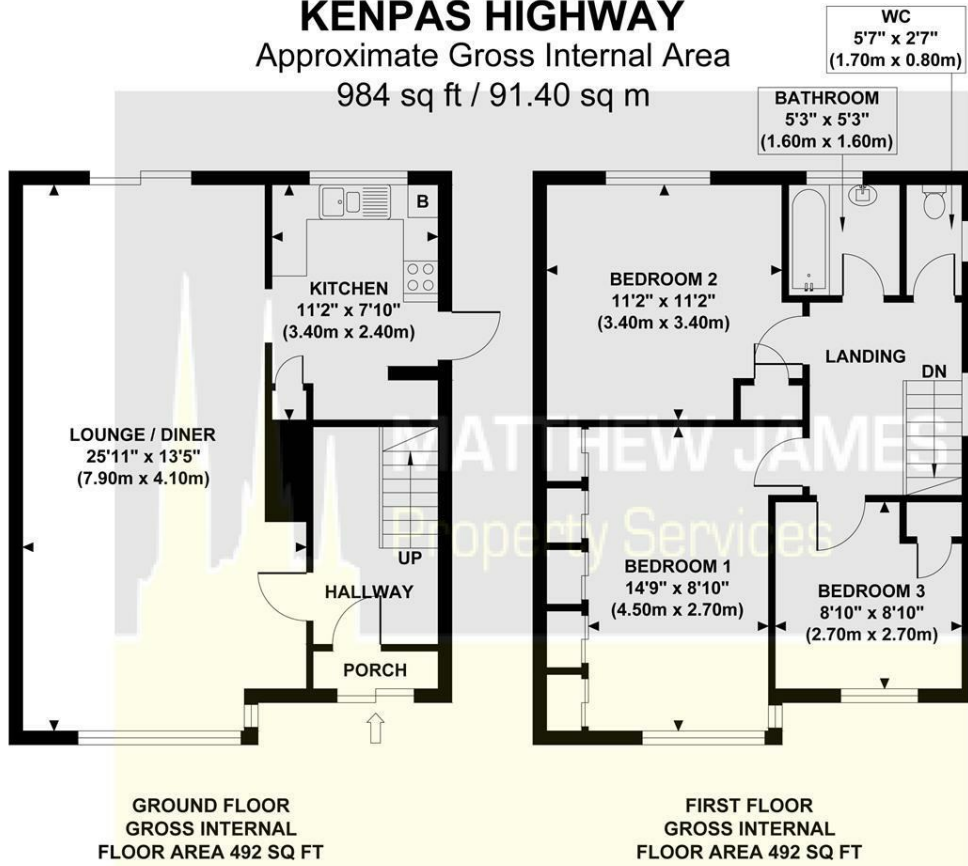 KENPAS HIGHWAY
Approximate Gross Internal Area
984 sq ft / 91.40 sq m
WC
5'7" x 2'7"
(1.70m x 0.80m)
BATHROOM
5'3" x 5'3"
(1.60m x 1.60m)
B
KITCHEN
11'2" x 7'10"
(3.40m x 2.40m)
LOUNGE / DINER
25'11" x 13'5"
(7.90m x 4.10m)
UP
HALLWAY
PORCH
BEDROOM 2
11'2" x 11'2"
(3.40m x 3.40m)
LANDING
DN
MATTHEW JAMES
Property Services
BEDROOM 1
14'9" x 8'10"
(4.50m x 2.70m)
BEDROOM 3
8'10" x 8'10"
(2.70m x 2.70m)
GROUND FLOOR
GROSS INTERNAL
FLOOR AREA 492 SQ FT
FIRST FLOOR
GROSS INTERNAL
FLOOR AREA 492 SQ FT